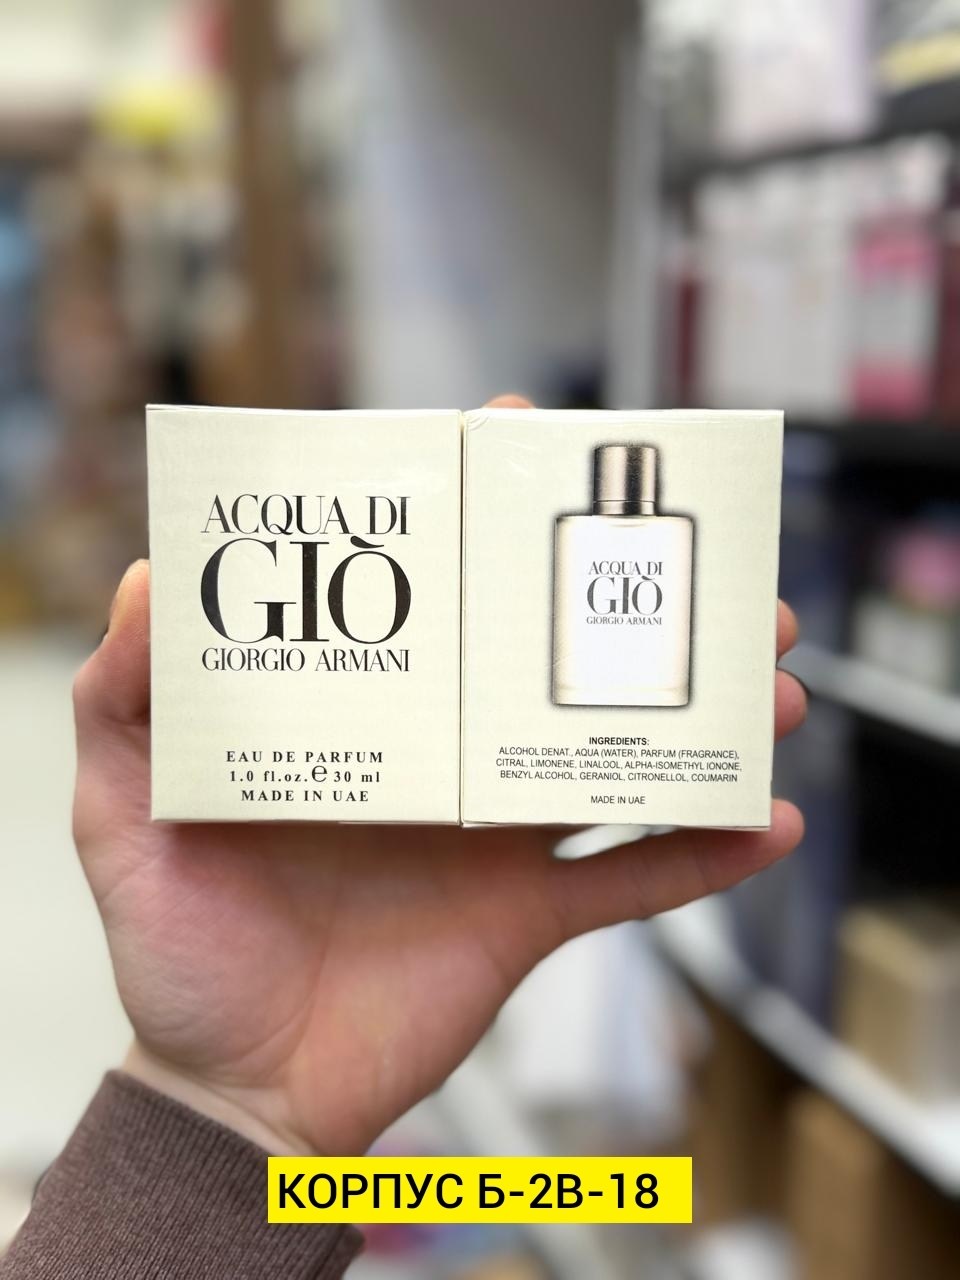 ACQUA DI
GIÒ
GIORGIO ARMANI
EAU DE PARFUM
1.0 fl.oz.℮ 30 ml
MADE IN UAE
ACQUA DI
GIÒ
GIORGIO ARMANI
INGREDIENTS:
ALCOHOL DENAT., AQUA (WATER), PARFUM (FRAGRANCE),
CITRAL, LIMONENE, LINALOOL, ALPHA-ISOMETHYL IONONE,
BENZYL ALCOHOL, GERANIOL, CITRONELLOL, COUMARIN
MADE IN UAE
КОРПУС Б-2В-18